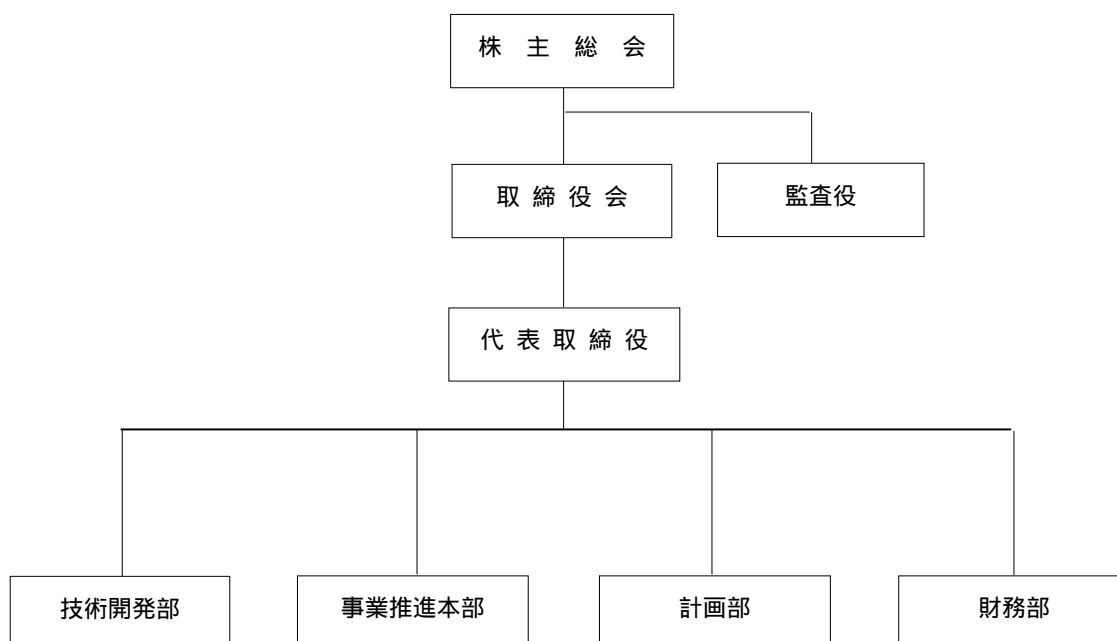 株主総会
取締役会
監査役
代表取締役
技術開発部
事業推進本部
計画部
財務部